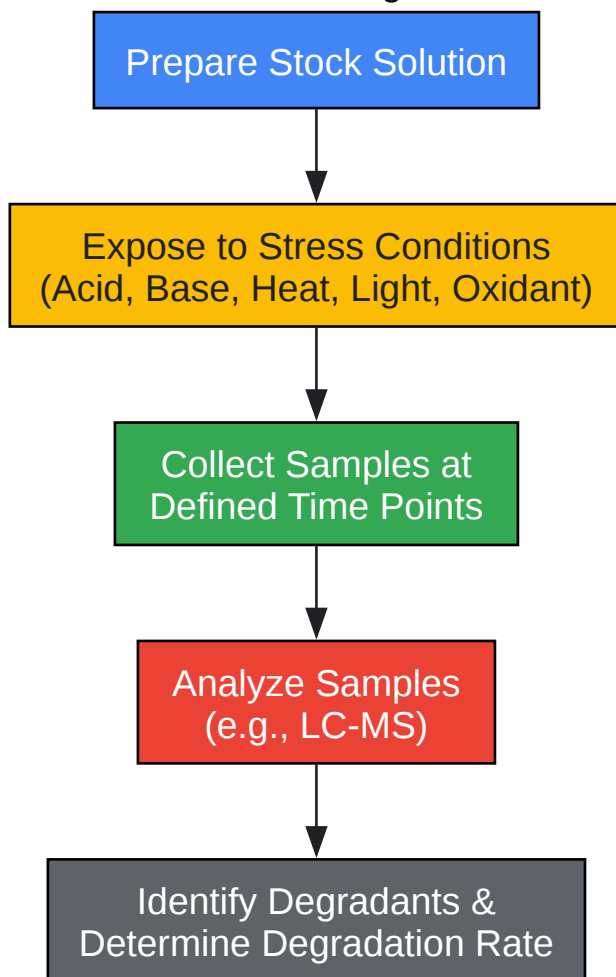 Prepare Stock Solution
Expose to Stress Conditions
(Acid, Base, Heat, Light, Oxidant)
Collect Samples at
Defined Time Points
Analyze Samples
(e.g., LC-MS)
Identify Degradants &
Determine Degradation Rate